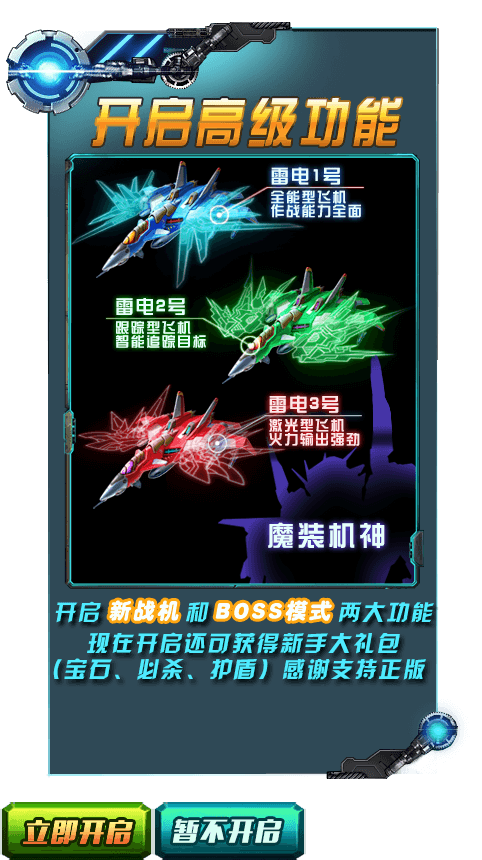 开启高级功能
雷电1号
全能型飞机
作战能力全面
雷电2号
跟踪型飞机
智能追踪目标
雷电3号
激光型飞机
火力输出强劲
魔装机神
开启 新战机 和 BOSS模式 两大功能
现在开启还可获得新手大礼包
（宝石、必杀、护盾）感谢支持正版
立即开启
暂不开启